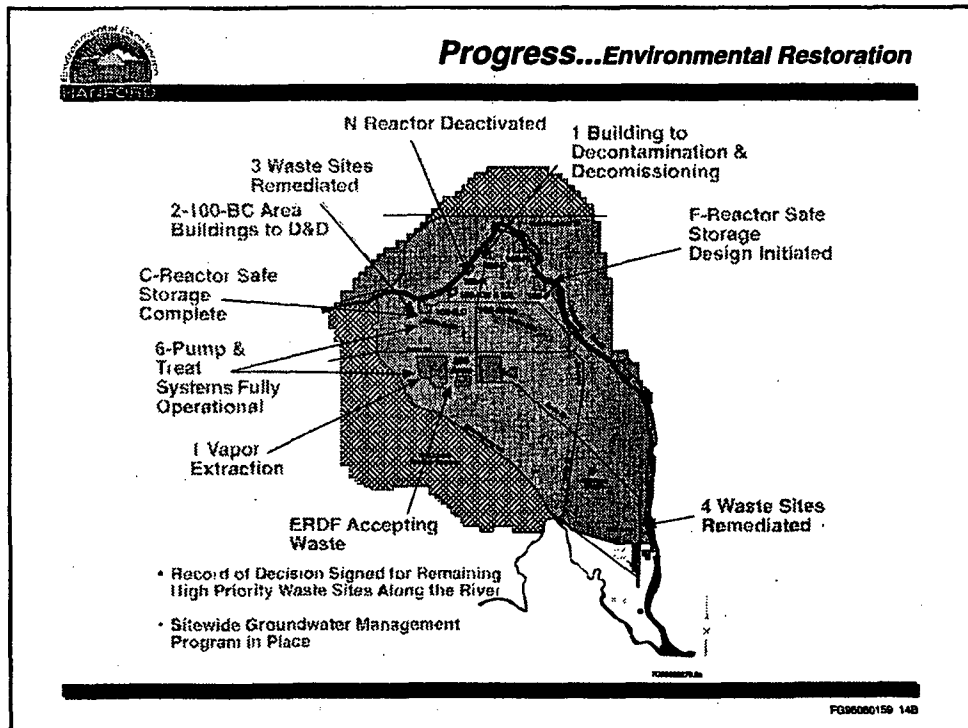 Environmental Excellence
HANFORD
Progress...Environmental Restoration
N Reactor Deactivated
1 Building to
Decontamination &
Decomissioning
3 Waste Sites
Remediated
2-100-BC Area
Buildings to D&D
F-Reactor Safe
Storage
Design Initiated
C-Reactor Safe
Storage
Complete
6-Pump &
Treat
Systems Fully
Operational
1 Vapor
Extraction
ERDF Accepting
Waste
4 Waste Sites
Remediated
• Record of Decision Signed for Remaining
High Priority Waste Sites Along the River
• Sitewide Groundwater Management
Program in Place
FG96060159 14B